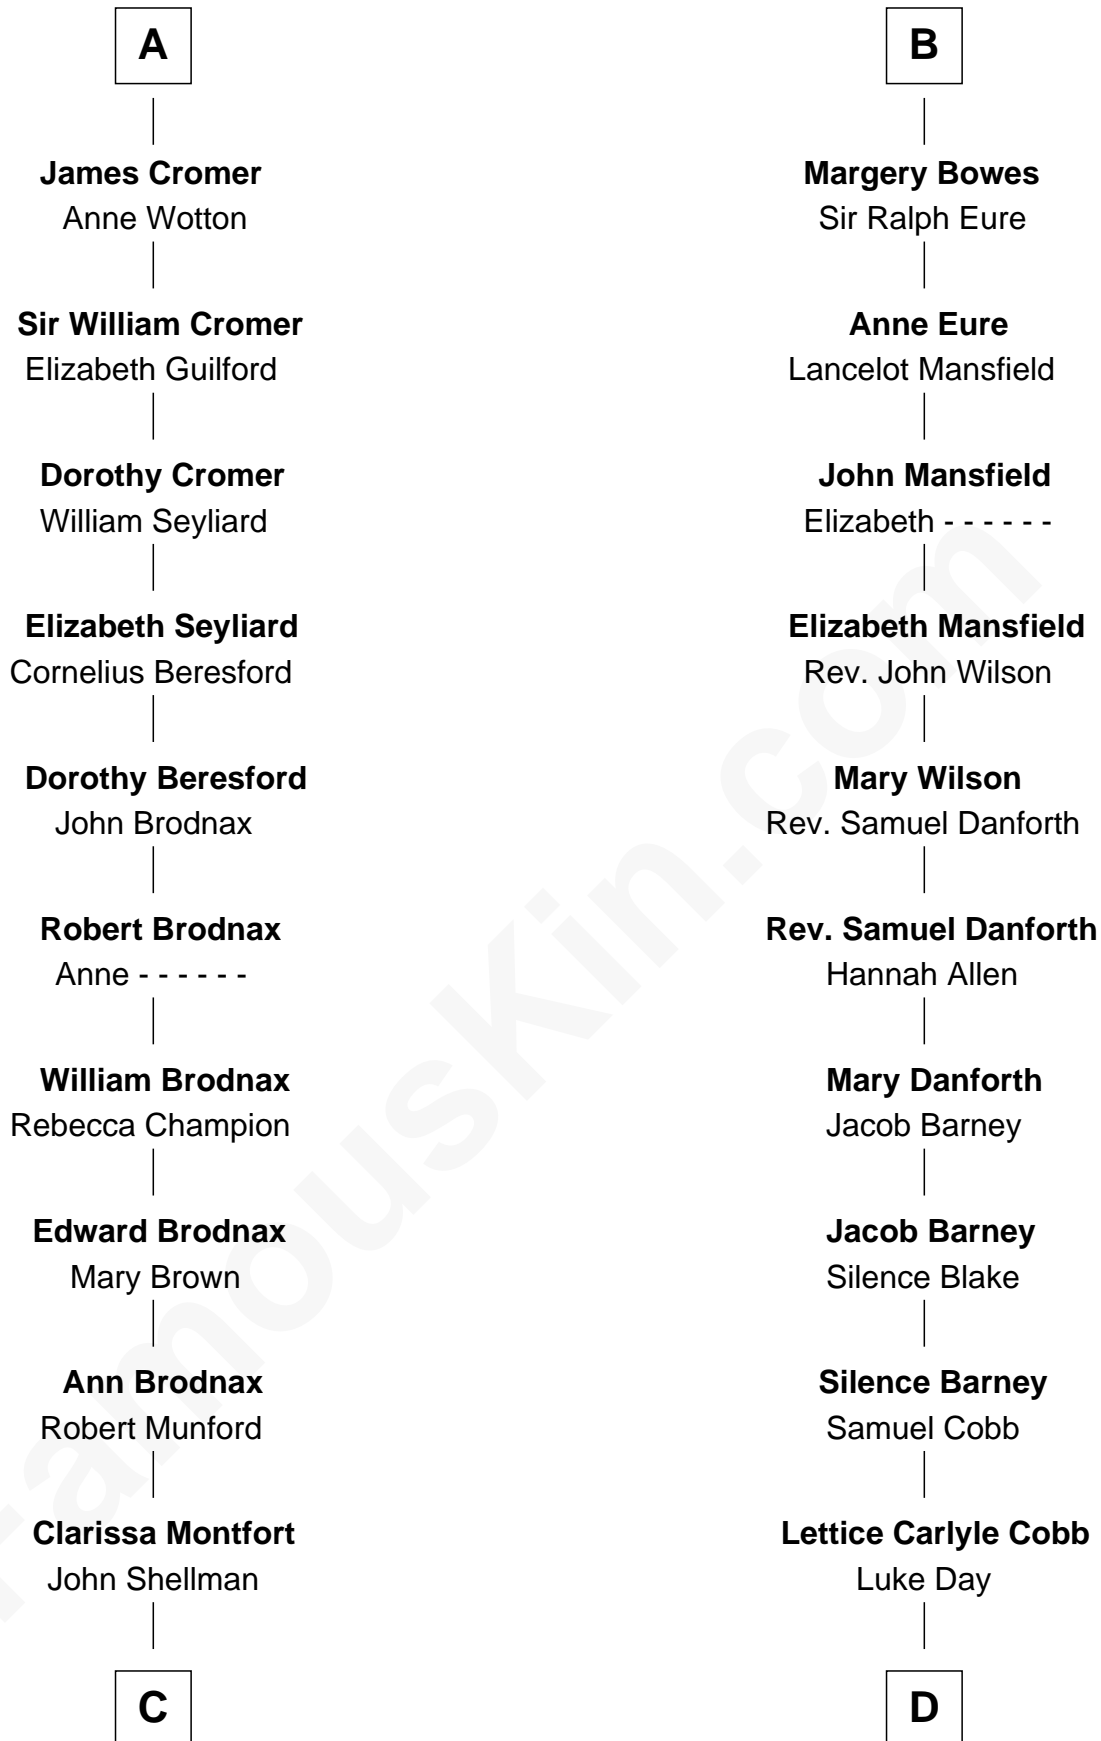 A
James Cromer
Anne Wotton
Sir William Cromer
Elizabeth Guilford
Dorothy Cromer
William Seyliard
Elizabeth Seyliard
Cornelius Beresford
Dorothy Beresford
John Brodnax
Robert Brodnax
Anne - - - - - -
William Brodnax
Rebecca Champion
Edward Brodnax
Mary Brown
Ann Brodnax
Robert Munford
Clarissa Montfort
John Shellman
C
B
Margery Bowes
Sir Ralph Eure
Anne Eure
Lancelot Mansfield
John Mansfield
Elizabeth - - - - - -
Elizabeth Mansfield
Rev. John Wilson
Mary Wilson
Rev. Samuel Danforth
Rev. Samuel Danforth
Hannah Allen
Mary Danforth
Jacob Barney
Jacob Barney
Silence Blake
Silence Barney
Samuel Cobb
Lettice Carlyle Cobb
Luke Day
D
FamousKin.com